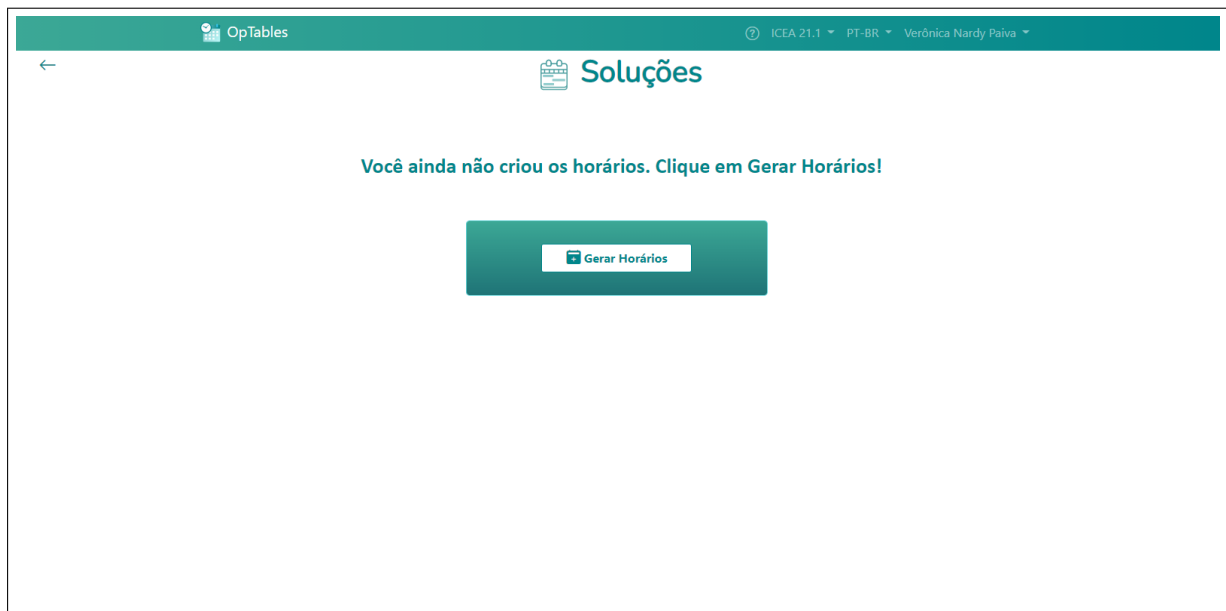 OpTables
ICEA 21.1 PT-BR Verônica Nardy Paiva
Soluções
Você ainda não criou os horários. Clique em Gerar Horários!
Gerar Horários